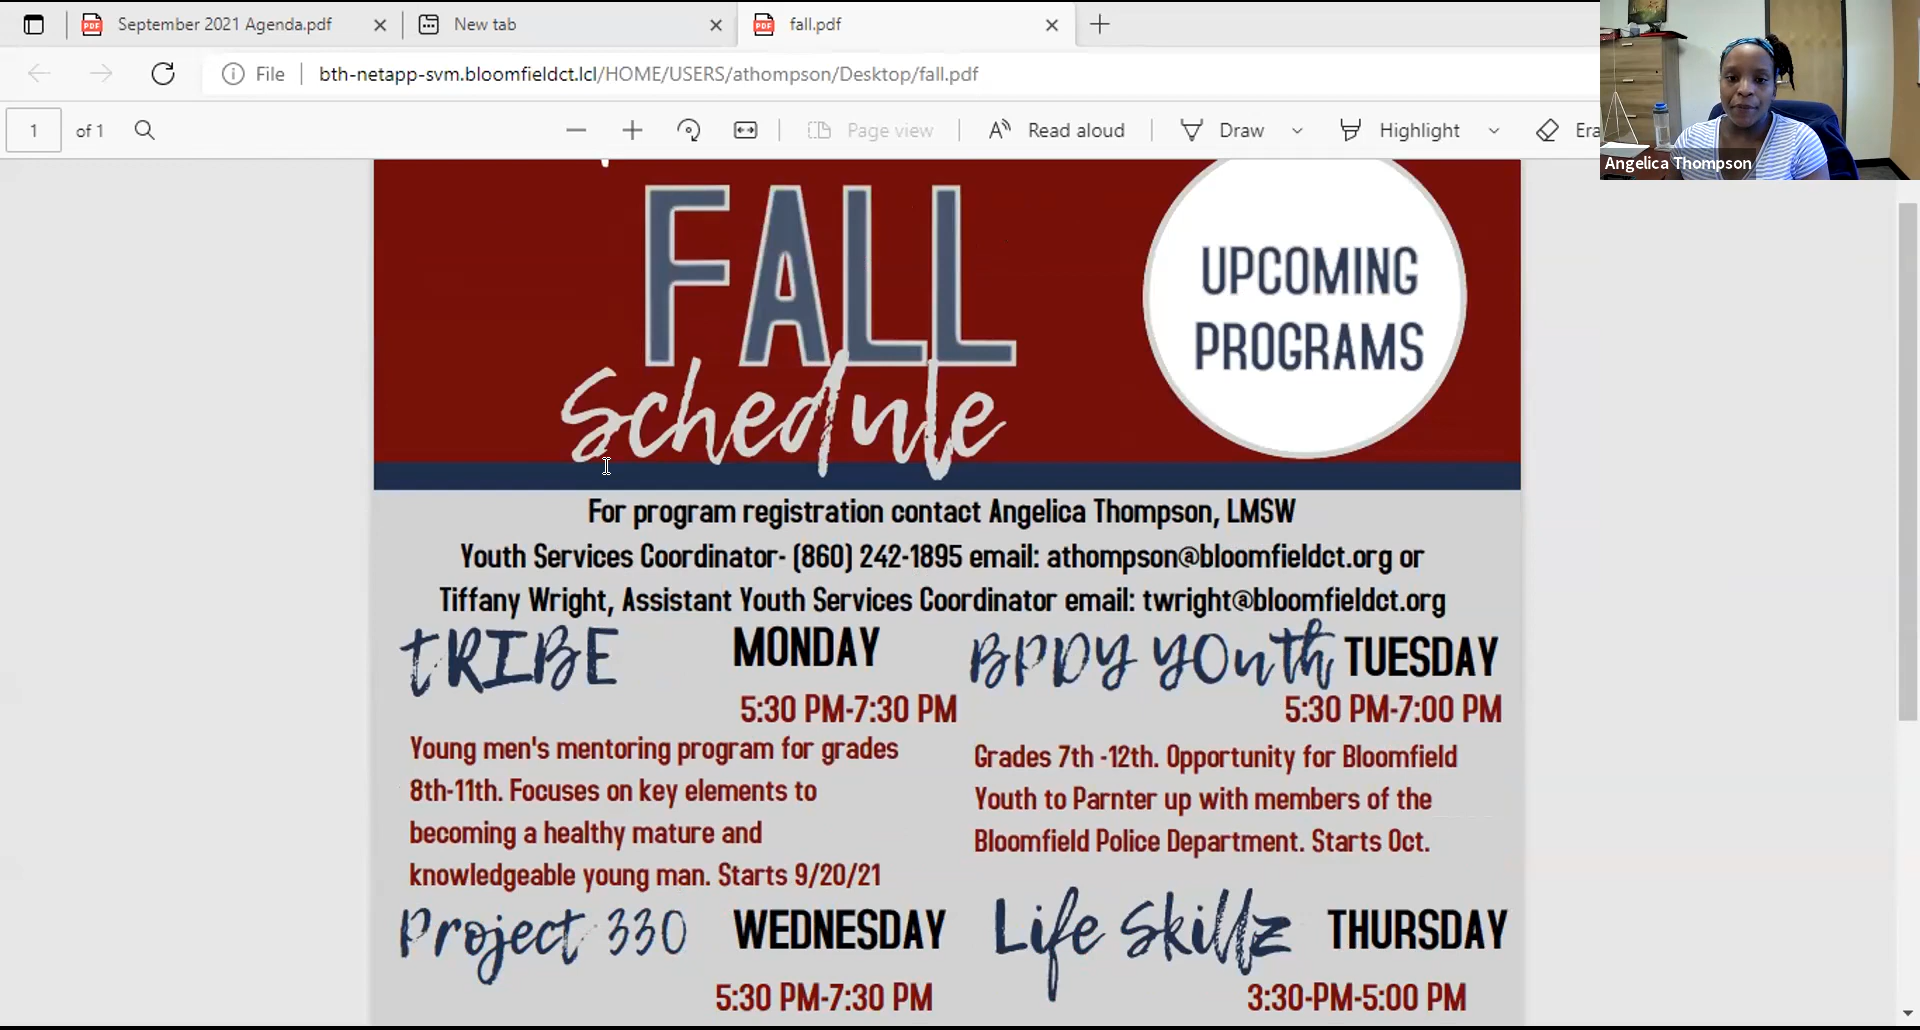 September 2021 Agenda.pdf
New tab
fall.pdf
File
bth-netapp-svm.bloomfieldct.lcl/HOME/USERS/athompson/Desktop/fall.pdf
1 of 1
Page view
Read aloud
Draw
Highlight
Era
Angelica Thompson
FALL
Schedule
UPCOMING
PROGRAMS
For program registration contact Angelica Thompson, LMSW
Youth Services Coordinator- (860) 242-1895 email: athompson@bloomfieldct.org or
Tiffany Wright, Assistant Youth Services Coordinator email: twright@bloomfieldct.org
tRIBE MONDAY
5:30 PM-7:30 PM
Young men's mentoring program for grades
8th-11th. Focuses on key elements to
becoming a healthy mature and
knowledgeable young man. Starts 9/20/21
BPDY YOuth TUESDAY
5:30 PM-7:00 PM
Grades 7th -12th. Opportunity for Bloomfield
Youth to Parnter up with members of the
Bloomfield Police Department. Starts Oct.
Project 330 WEDNESDAY
5:30 PM-7:30 PM
Life Skillz THURSDAY
3:30-PM-5:00 PM